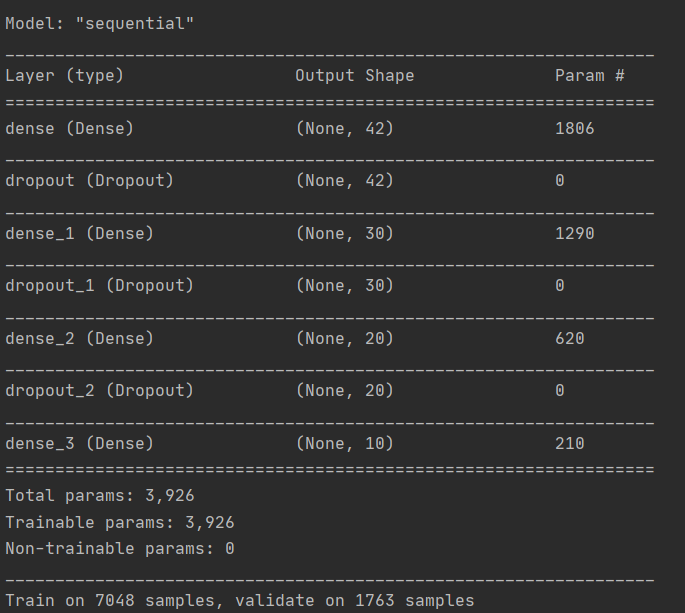 Model: "sequential"
_________________________________________________________________
Layer (type)                 Output Shape              Param #
=================================================================
dense (Dense)                (None, 42)                1806
_________________________________________________________________
dropout (Dropout)            (None, 42)                0
_________________________________________________________________
dense_1 (Dense)              (None, 30)                1290
_________________________________________________________________
dropout_1 (Dropout)          (None, 30)                0
_________________________________________________________________
dense_2 (Dense)              (None, 20)                620
_________________________________________________________________
dropout_2 (Dropout)          (None, 20)                0
_________________________________________________________________
dense_3 (Dense)              (None, 10)                210
=================================================================
Total params: 3,926
Trainable params: 3,926
Non-trainable params: 0
_________________________________________________________________
Train on 7048 samples, validate on 1763 samples